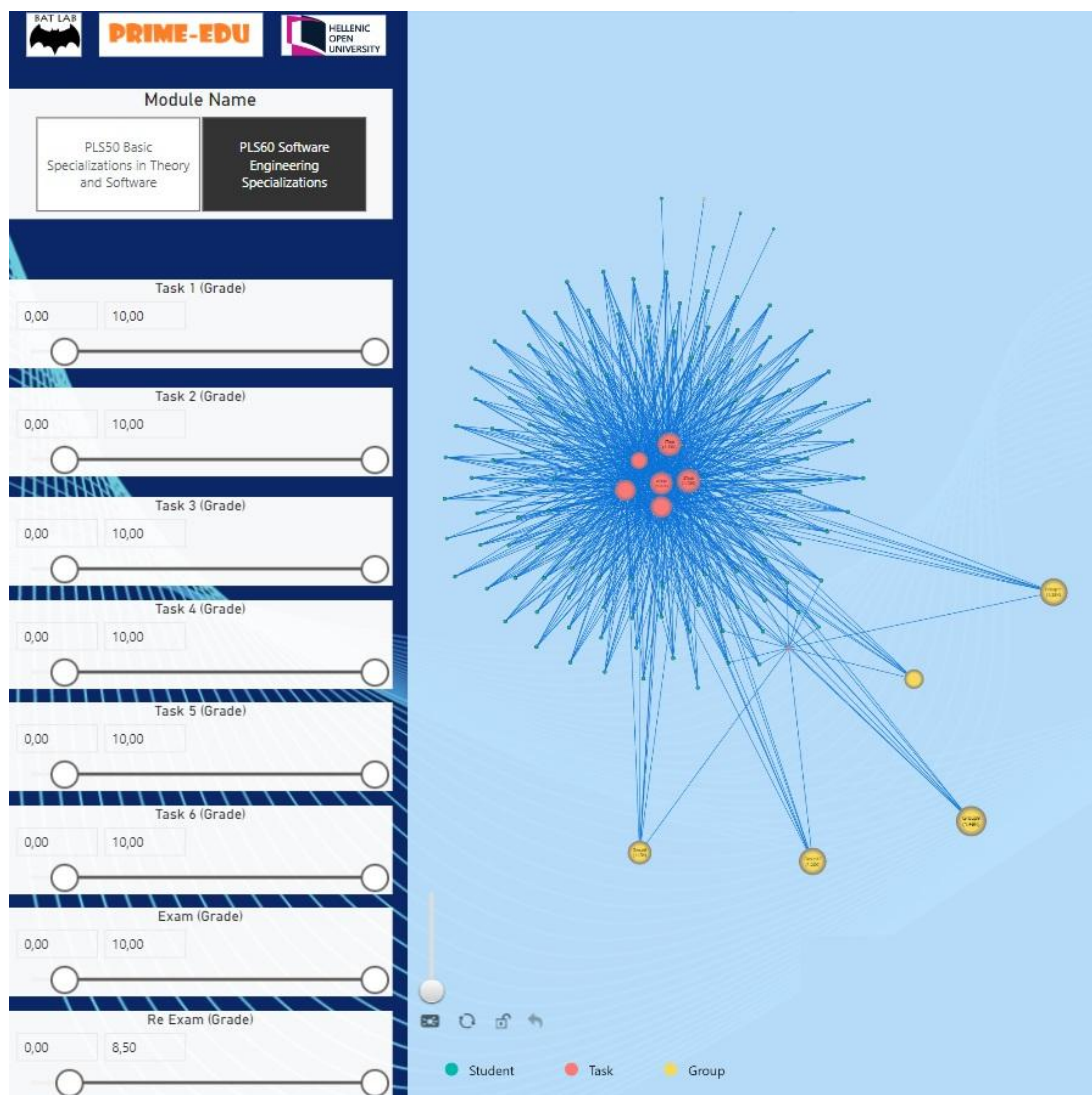 BAT LAB
PRIME-EDU
HELLENIC
OPEN
UNIVERSITY
Module Name
PLS50 Basic
Specializations in Theory
and Software
PLS60 Software
Engineering
Specializations
Task 1 (Grade)
0,00 10,00
Task 2 (Grade)
0,00 10,00
Task 3 (Grade)
0,00 10,00
Task 4 (Grade)
0,00 10,00
Task 5 (Grade)
0,00 10,00
Task 6 (Grade)
0,00 10,00
Exam (Grade)
0,00 10,00
Re Exam (Grade)
0,00 8,50
Student Task Group